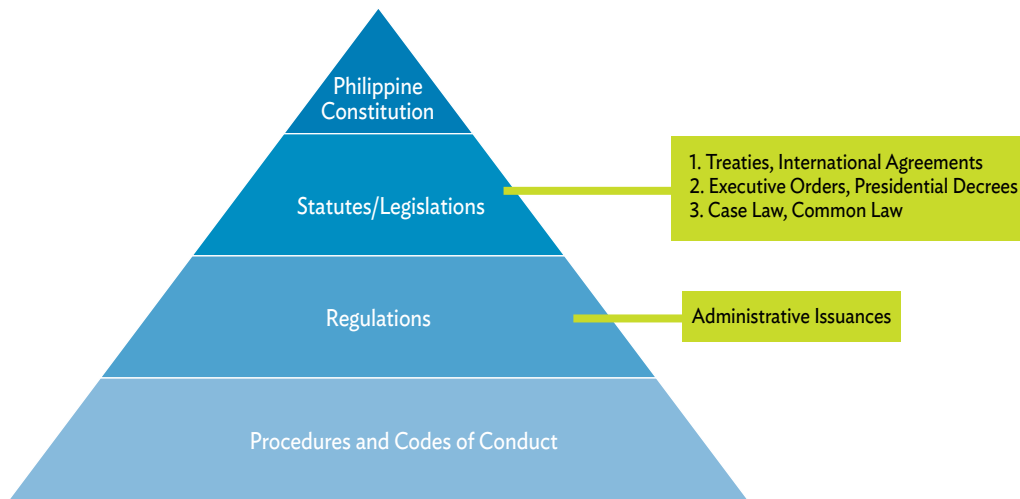 Philippine
Constitution
1. Treaties, International Agreements
2. Executive Orders, Presidential Decrees
3. Case Law, Common Law
Statutes/Legislations
Regulations
Administrative Issuances
Procedures and Codes of Conduct